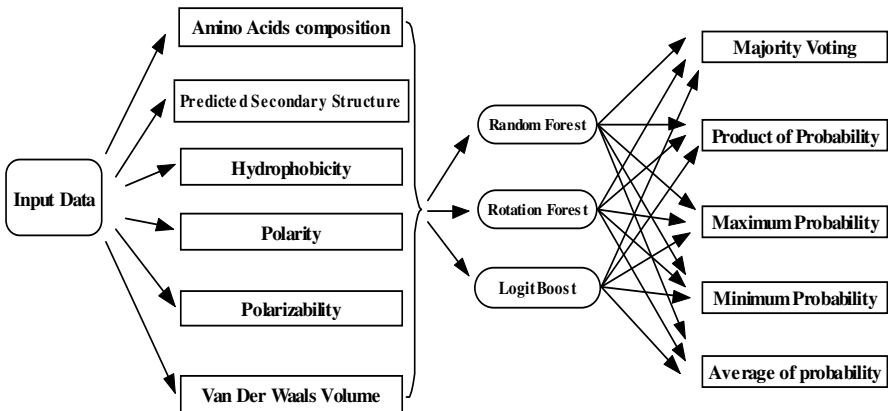 Input Data
Amino Acids composition
Predicted Secondary Structure
Hydrophobicity
Polarity
Polarizability
Van Der Waals Volume
Random Forest
Rotation Forest
LogitBoost
Majority Voting
Product of Probability
Maximum Probability
Minimum Probability
Average of probability